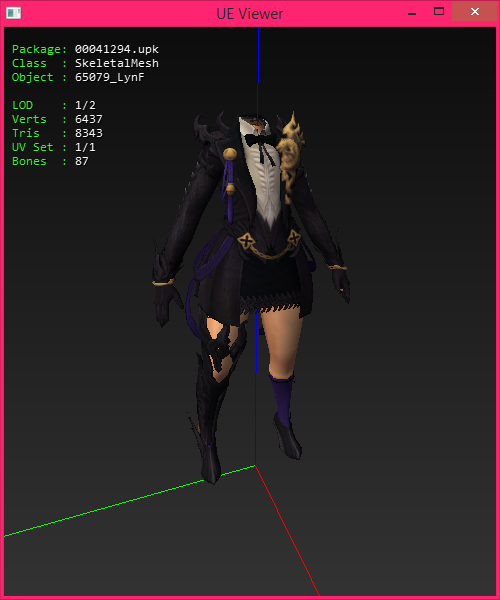 UE Viewer
Package: 00041294.upk
Class  : SkeletalMesh
Object : 65079_LynF
LOD    : 1/2
Verts  : 6437
Tris   : 8343
UV Set : 1/1
Bones  : 87